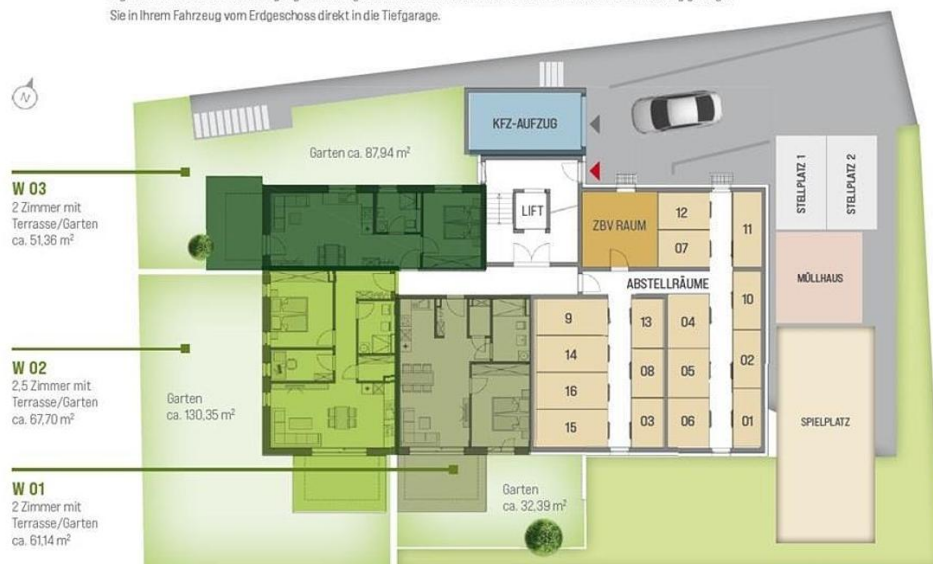 Sie in Ihrem Fahrzeug vom Erdgeschoss direkt in die Tiefgarage.
N
KFZ-AUFZUG
Garten ca. 87,94 m²
STELLPLATZ 1
STELLPLATZ 2
W 03
2 Zimmer mit
Terrasse/Garten
ca. 51,36 m²
LIFT
ZBV RAUM
12
07
11
MÜLLHAUS
ABSTELLRÄUME
9
14
16
15
13
08
03
04
05
06
10
02
01
SPIELPLATZ
W 02
2,5 Zimmer mit
Terrasse/Garten
ca. 67,70 m²
Garten
ca. 130,35 m²
W 01
2 Zimmer mit
Terrasse/Garten
ca. 61,14 m²
Garten
ca. 32,39 m²